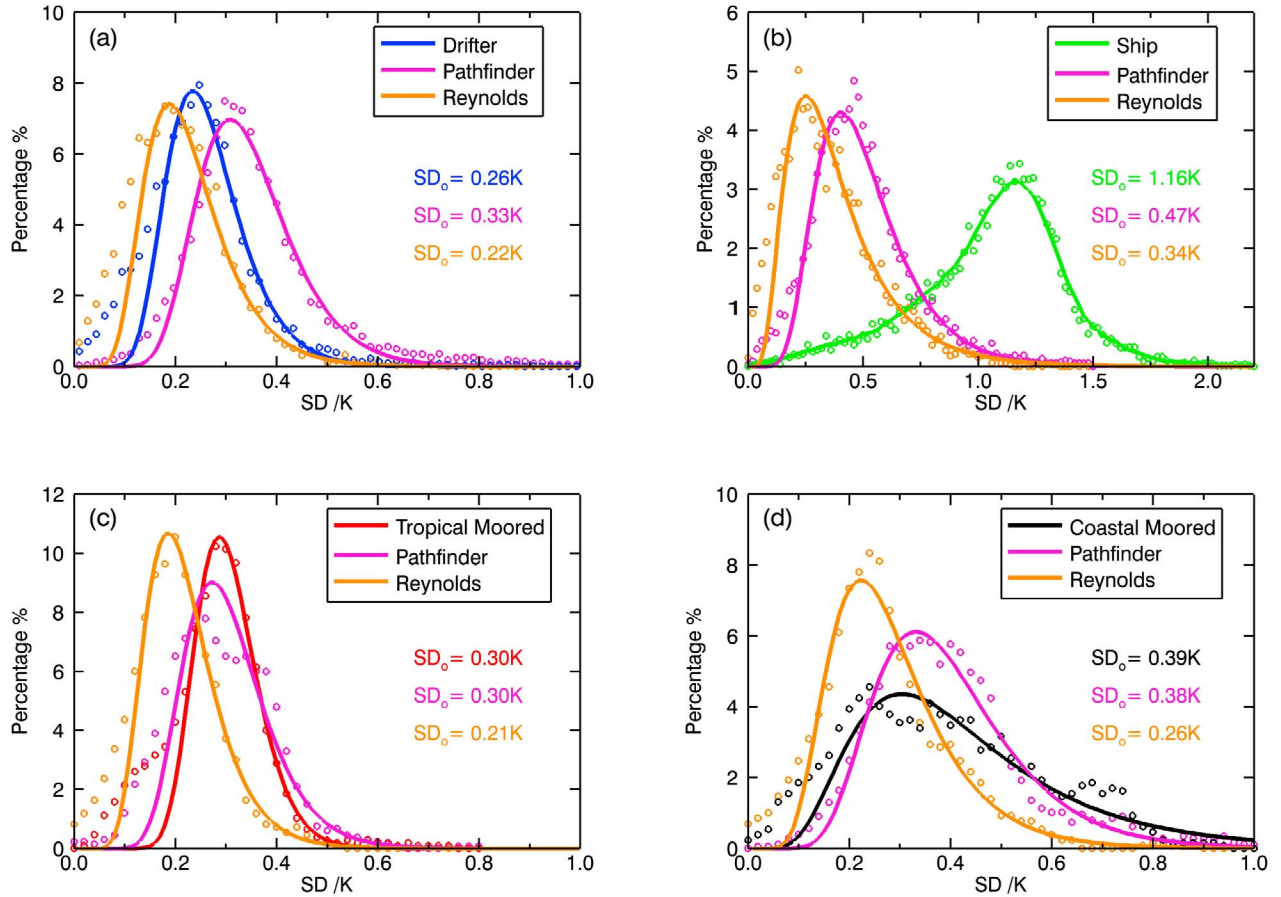 (a)
Drifter
Pathfinder
Reynolds
SDo= 0.26K
SDo= 0.33K
SDo= 0.22K
Percentage %
10
8
6
4
2
0
0.0 0.2 0.4 0.6 0.8 1.0
SD /K
(b)
Ship
Pathfinder
Reynolds
SDo= 1.16K
SDo= 0.47K
SDo= 0.34K
Percentage %
6
5
4
3
2
1
0
0.0 0.5 1.0 1.5 2.0
SD /K
(c)
Tropical Moored
Pathfinder
Reynolds
SDo= 0.30K
SDo= 0.30K
SDo= 0.21K
Percentage %
12
10
8
6
4
2
0
0.0 0.2 0.4 0.6 0.8 1.0
SD /K
(d)
Coastal Moored
Pathfinder
Reynolds
SDo= 0.39K
SDo= 0.38K
SDo= 0.26K
Percentage %
10
8
6
4
2
0
0.0 0.2 0.4 0.6 0.8 1.0
SD /K